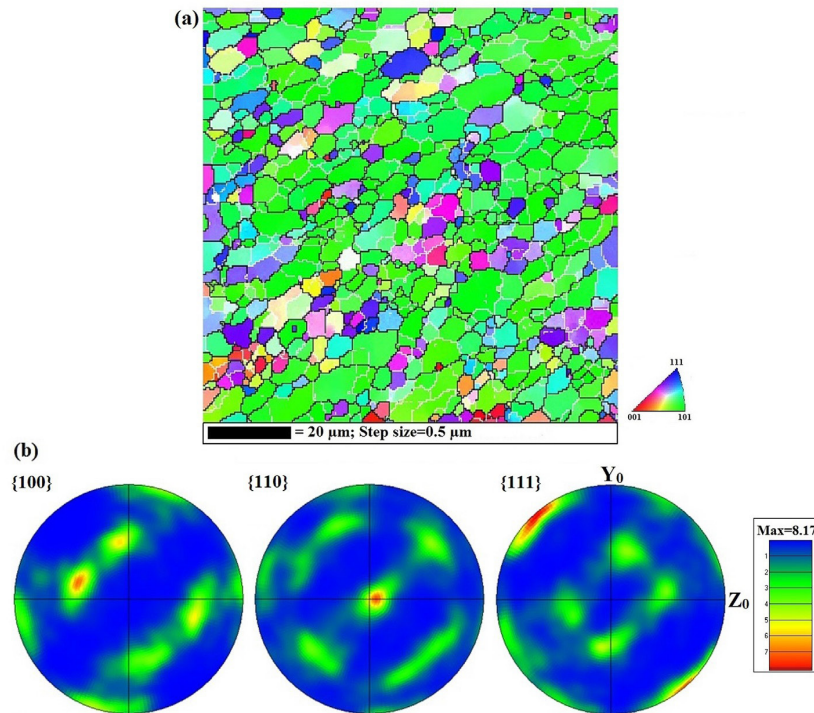 (a)
111
001 101
= 20 μm; Step size=0.5 μm
(b)
{100} {110} {111} Y0
Z0
Max=8.17
1
2
3
4
5
6
7